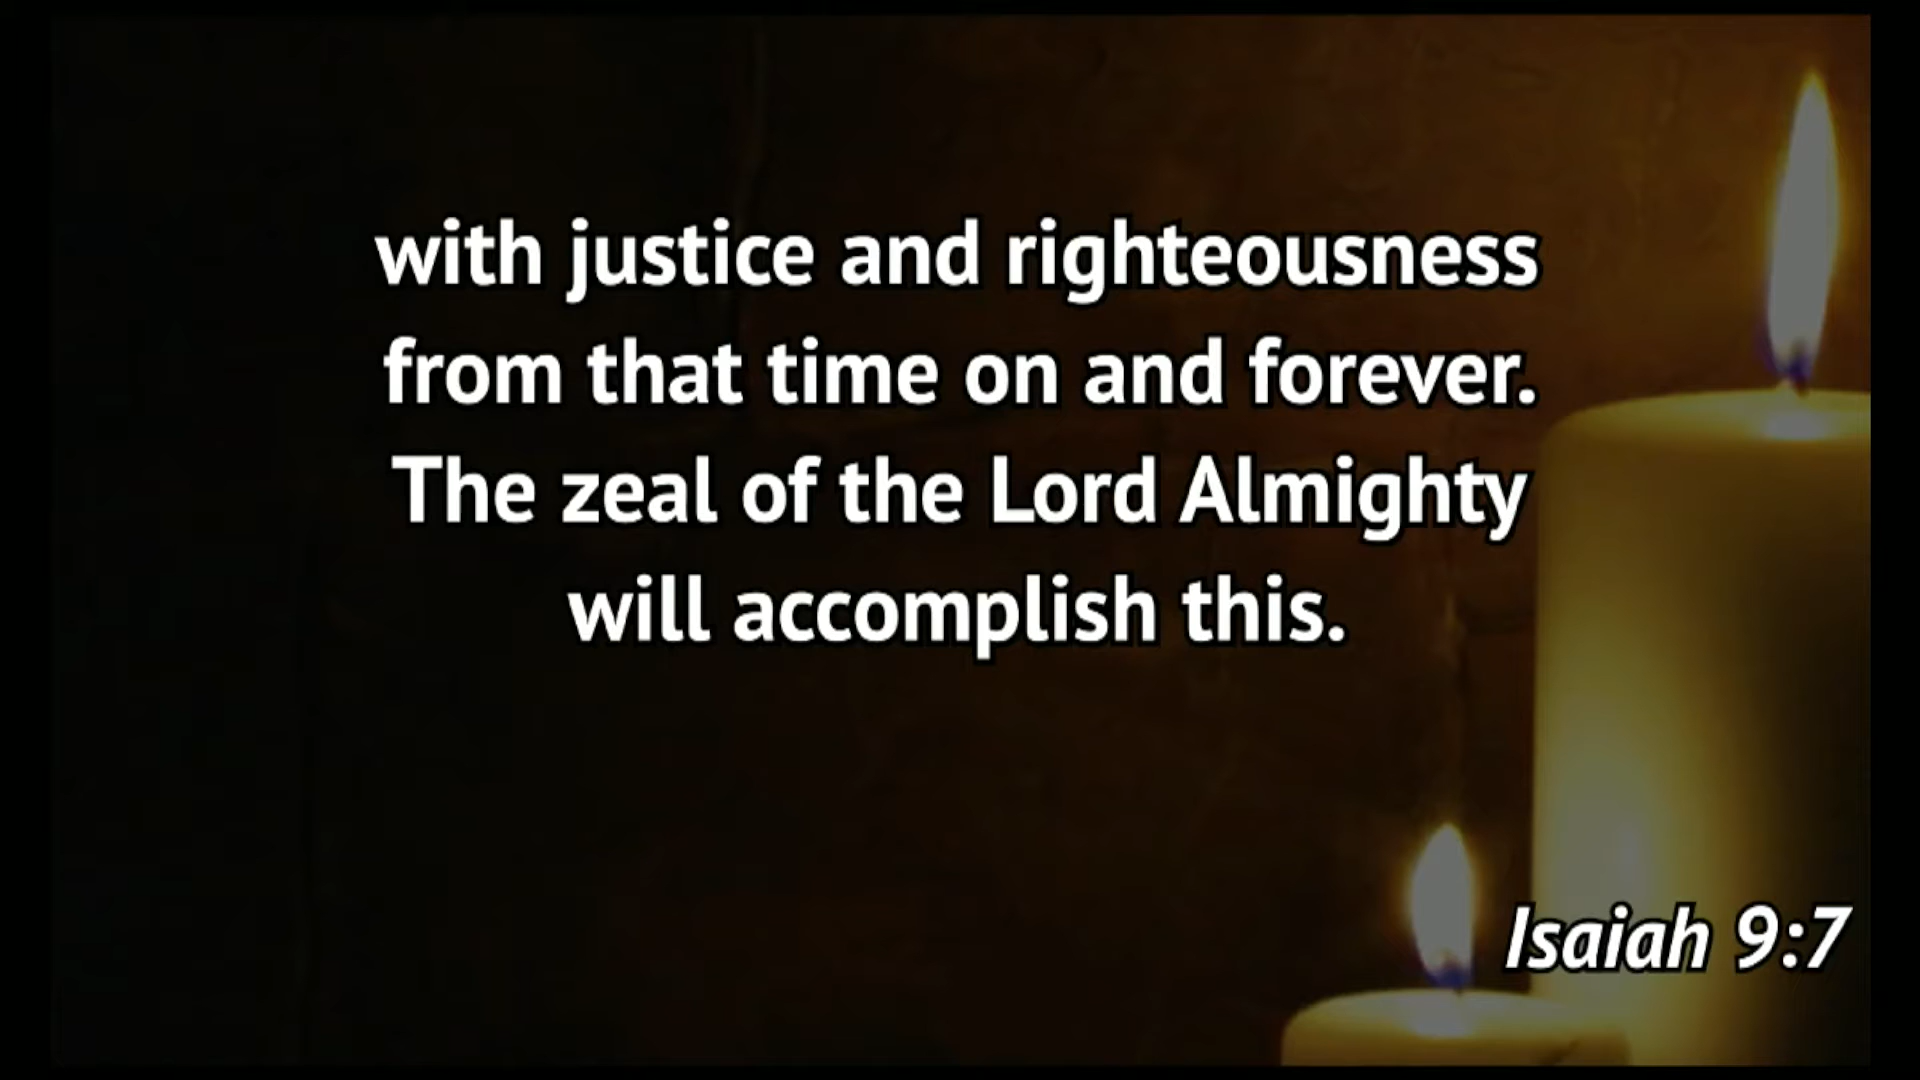 with justice and righteousness
from that time on and forever.
The zeal of the Lord Almighty
will accomplish this.
Isaiah 9:7